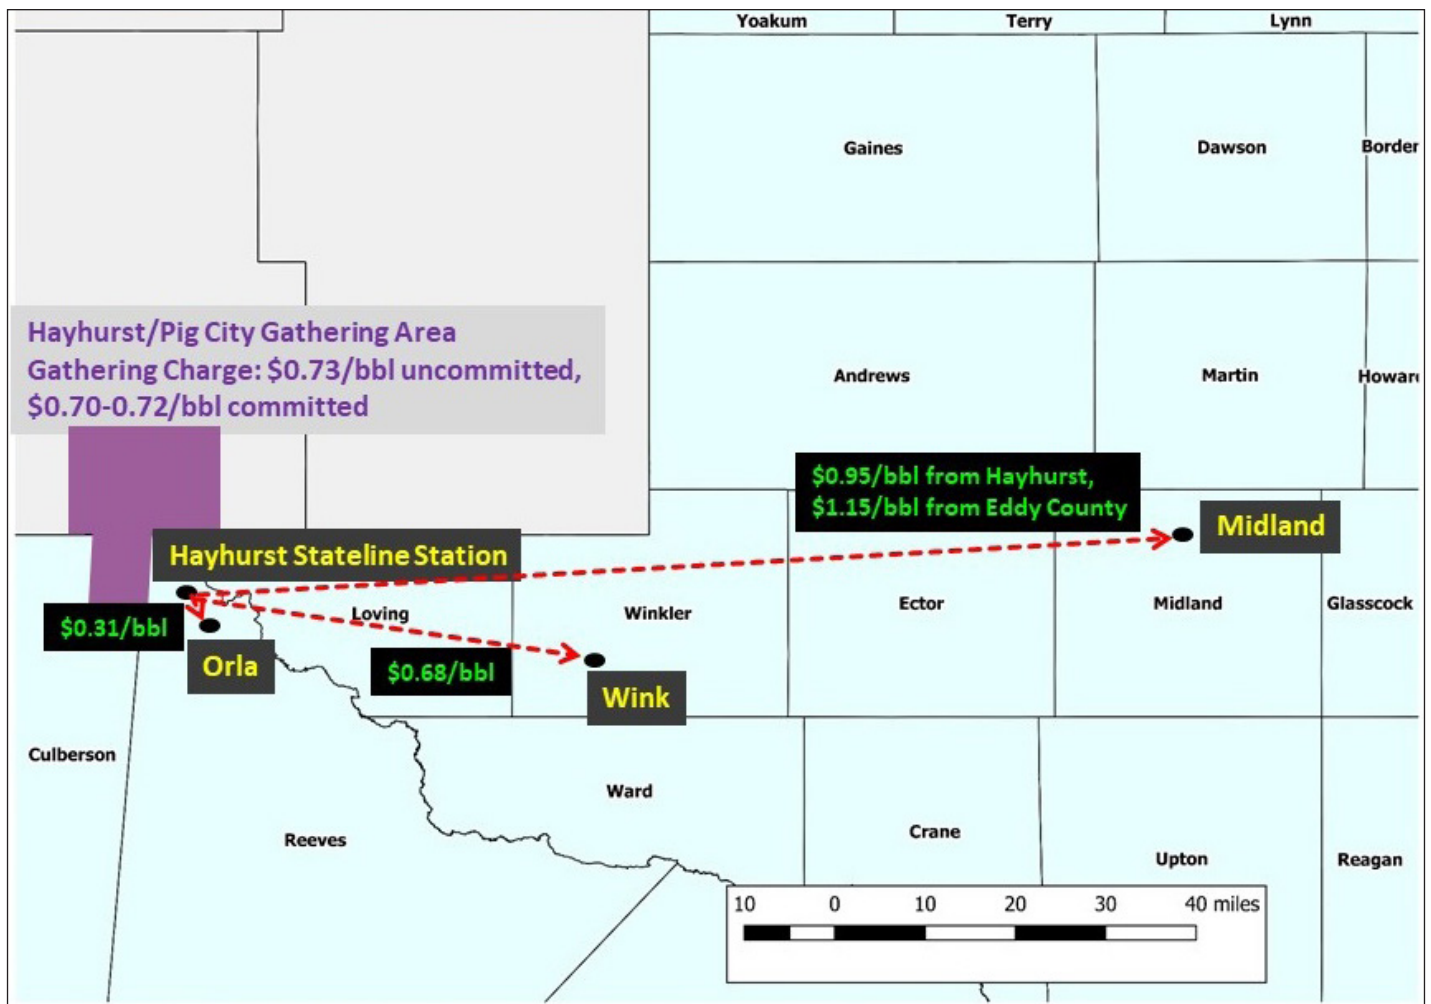 Yoakum
Terry
Lynn
Gaines
Dawson
Borden
Hayhurst/Pig City Gathering Area
Gathering Charge: $0.73/bbl uncommitted,
$0.70-0.72/bbl committed
Andrews
Martin
Howard
$0.95/bbl from Hayhurst,
$1.15/bbl from Eddy County
Midland
Hayhurst Stateline Station
Loving
Winkler
Ector
Midland
Glasscock
$0.31/bbl
Orla
$0.68/bbl
Wink
Culberson
Ward
Reeves
Crane
Upton
Reagan
10 0 10 20 30 40 miles